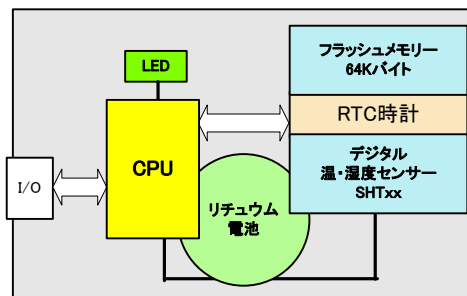 フラッシュメモリー
64Kバイト
LED
RTC時計
CPU
デジタル
温・湿度センサー
SHTxx
I/O
リチュウム
電池